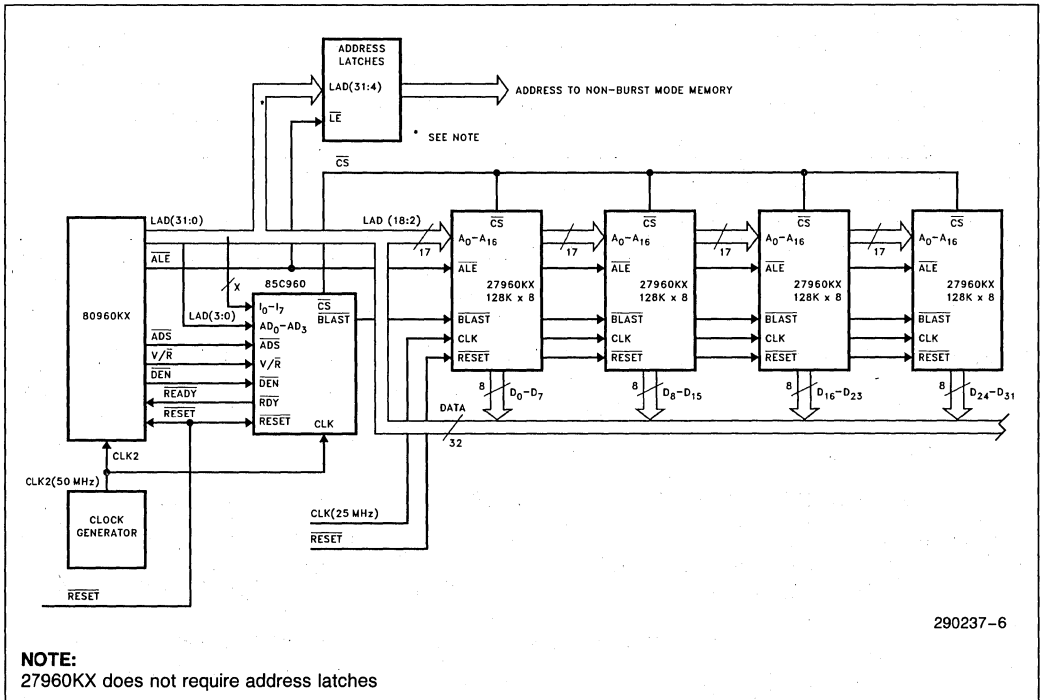 ADDRESS
LATCHES
LAD(31:4)
ADDRESS TO NON-BURST MODE MEMORY
LE
* SEE NOTE
*
CS
LAD(31:0)
LAD (18:2)
17
CS
A0-A16
ALE
27960KX
128K x 8
BLAST
CLK
RESET
17
CS
A0-A16
ALE
27960KX
128K x 8
BLAST
CLK
RESET
17
CS
A0-A16
ALE
27960KX
128K x 8
BLAST
CLK
RESET
17
CS
A0-A16
ALE
27960KX
128K x 8
BLAST
CLK
RESET
ALE
X
85C960
80960KX
LAD(3:0)
I0-I7
CS
AD0-AD3
BLAST
ADS
ADS
V/R
V/R
DEN
DEN
READY
RDY
RESET
RESET
CLK
8
D0-D7
8
D8-D15
8
D16-D23
8
D24-D31
DATA
32
CLK2
CLK2(50 MHz)
CLOCK
GENERATOR
CLK(25 MHz)
RESET
RESET
290237-6
NOTE:
27960KX does not require address latches